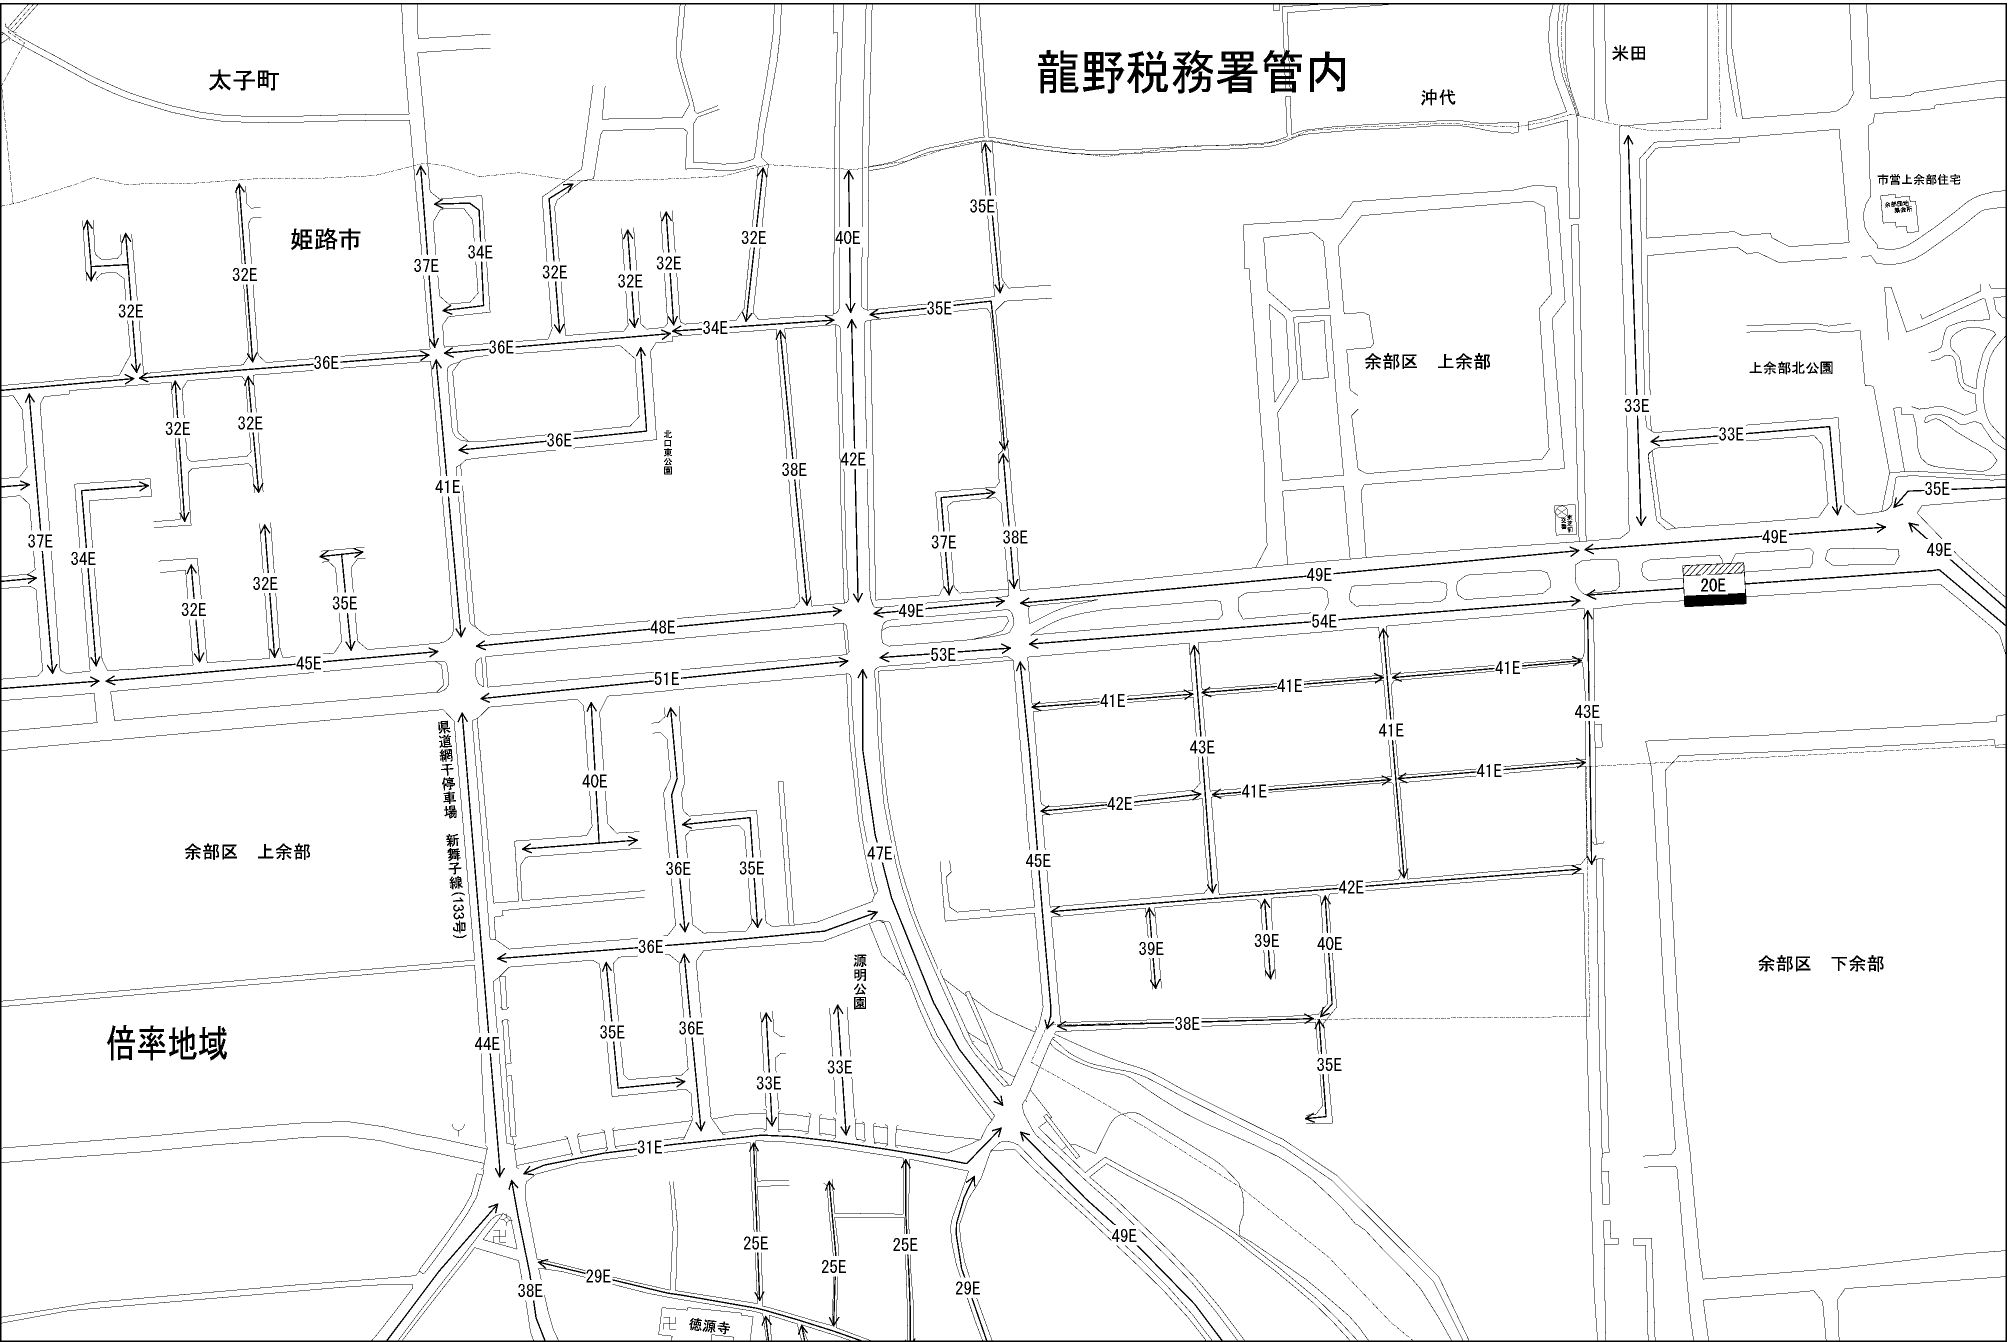 龍野税務署管内
太子町
米田
沖代
市営上余部住宅
余部団地
集会所
姫路市
35E
32E
40E
34E
37E
32E
32E
32E
32E
32E
35E
34E
36E
36E
余部区　上余部
上余部北公園
33E
33E
32E
32E
36E
北口東公園
38E
42E
41E
35E
49E
49E
37E
34E
32E
32E
35E
37E
38E
49E
20E
49E
48E
54E
45E
53E
51E
41E
41E
41E
43E
41E
43E
県道網干停車場　新舞子線(133号)
40E
41E
41E
42E
余部区　上余部
47E
45E
36E
35E
42E
36E
39E
39E
40E
源明公園
余部区　下余部
倍率地域
44E
35E
36E
33E
33E
38E
35E
31E
25E
25E
25E
49E
29E
38E
29E
徳源寺